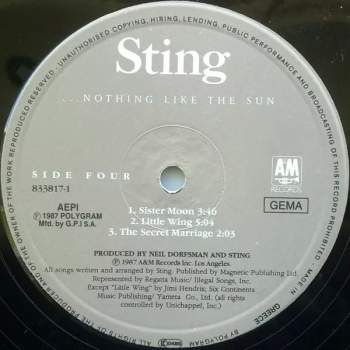 UNAUTHORISED COPYING, HIRING, LENDING, PUBLIC PERFORMANCE AND BROADCASTING OF THIS RECORD PROHIBITED. MADE IN GREECE
BY POLYGRAM
OF THE PRODUCER AND OF THE OWNER OF THE WORK REPRODUCED RESERVED.
Sting
...NOTHING LIKE THE SUN
SIDE FOUR
833817-1
AEPI
℗ 1987 POLYGRAM
Mfd. by G.P.I S.A.
A&M
RECORDS
GEMA
1. Sister Moon 3:46
2. Little Wing 5:04
3. The Secret Marriage 2:03
PRODUCED BY NEIL DORFSMAN AND STING
℗ 1987 A&M Records Inc. Los Angeles.
All songs written and arranged by Sting. Published by Magnetic Publishing Ltd.
Represented by Regatta Music/ Illegal Songs, Inc.
Except "Little Wing" by Jimi Hendrix, Six Continents
Music Publishing/ Yameta Co. Ltd. (all rights
controlled by Unichappel, Inc.)